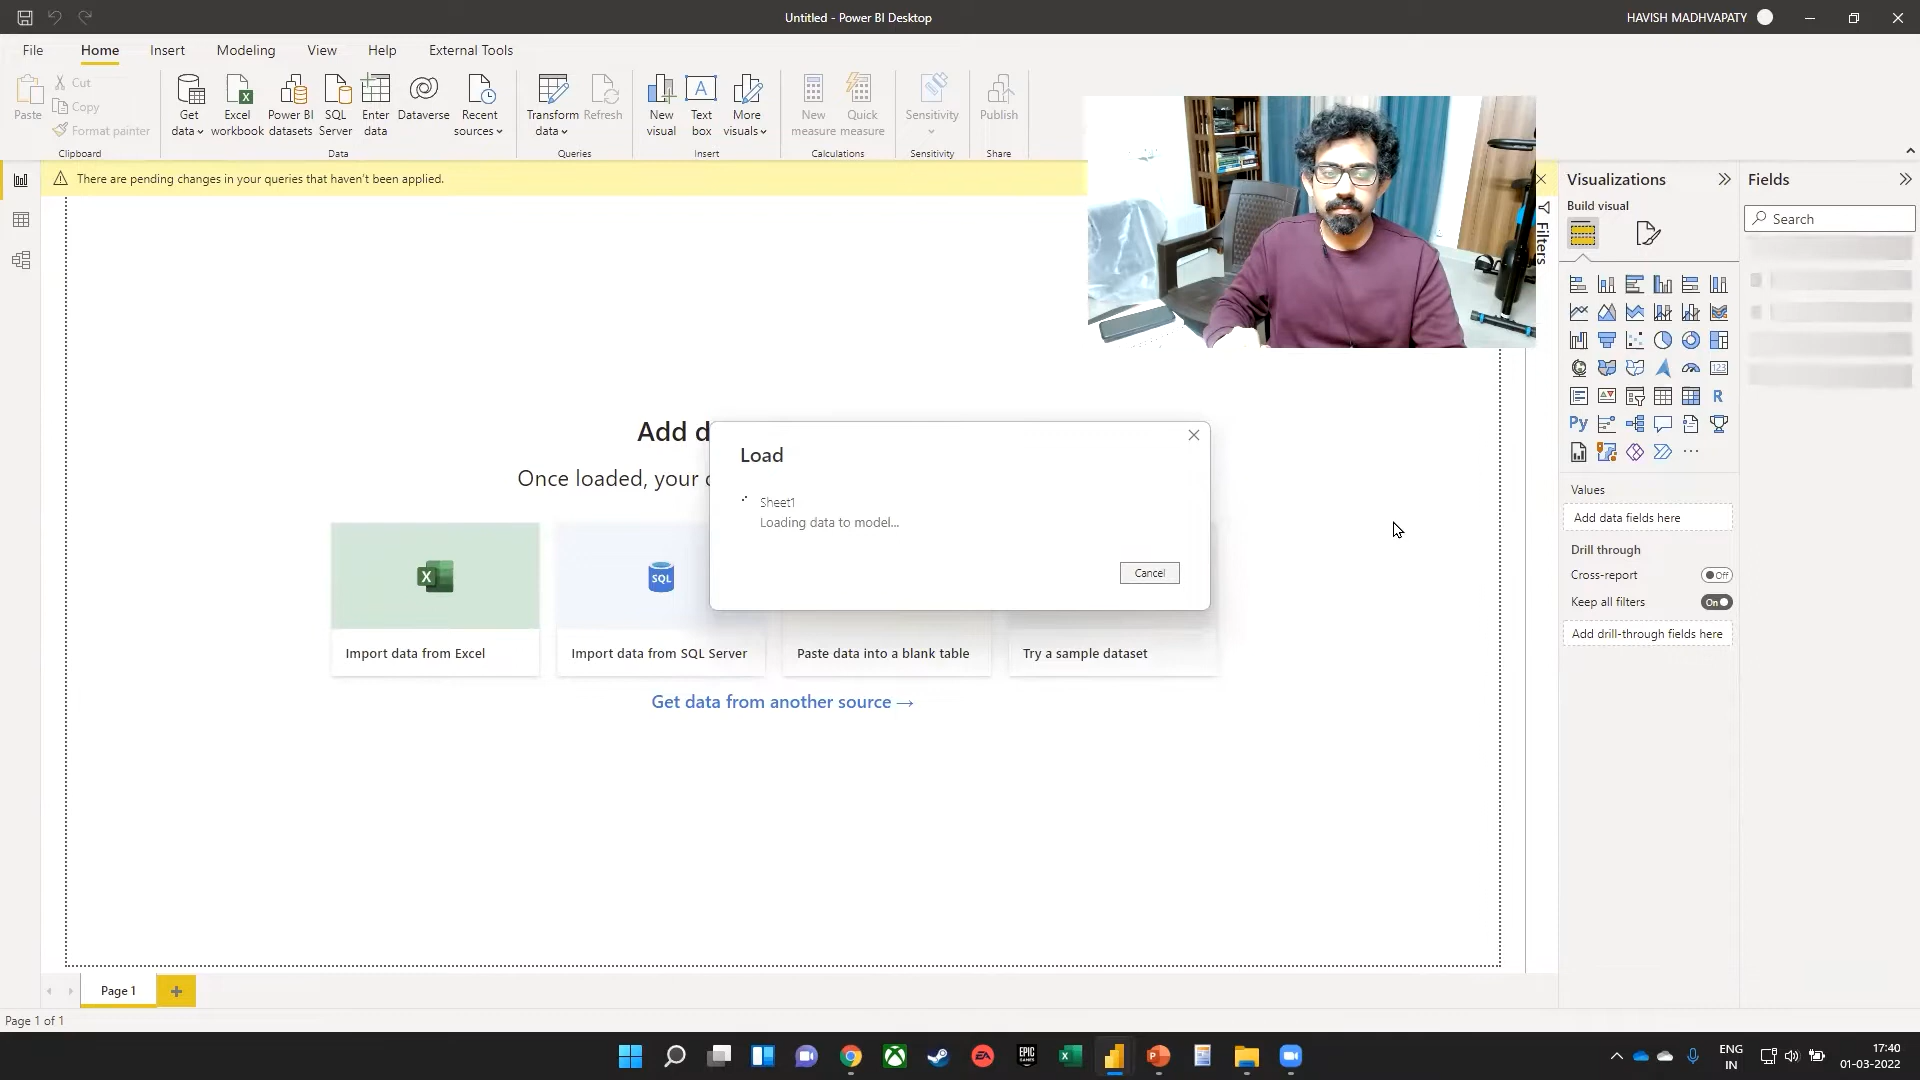 Untitled - Power BI Desktop
HAVISH MADHVAPATY
File
Home
Insert
Modeling
View
Help
External Tools
Paste
Cut
Copy
Format painter
Clipboard
Get data
Excel workbook
Power BI datasets
SQL Server
Enter data
Dataverse
Recent sources
Data
Transform data
Refresh
Queries
New visual
Text box
More visuals
Insert
New measure
Quick measure
Calculations
Sensitivity
Sensitivity
Publish
Share
There are pending changes in your queries that haven't been applied.
Filters
Visualizations
Build visual
Fields
Search
123
R
Py
Values
Add data fields here
Drill through
Cross-report
Off
Keep all filters
On
Add drill-through fields here
Add d
Once loaded, your
Load
Sheet1
Loading data to model...
Cancel
X
SQL
Import data from Excel
Import data from SQL Server
Paste data into a blank table
Try a sample dataset
Get data from another source →
Page 1
Page 1 of 1
EA
EPIC GAMES
ENG
IN
17:40
01-03-2022